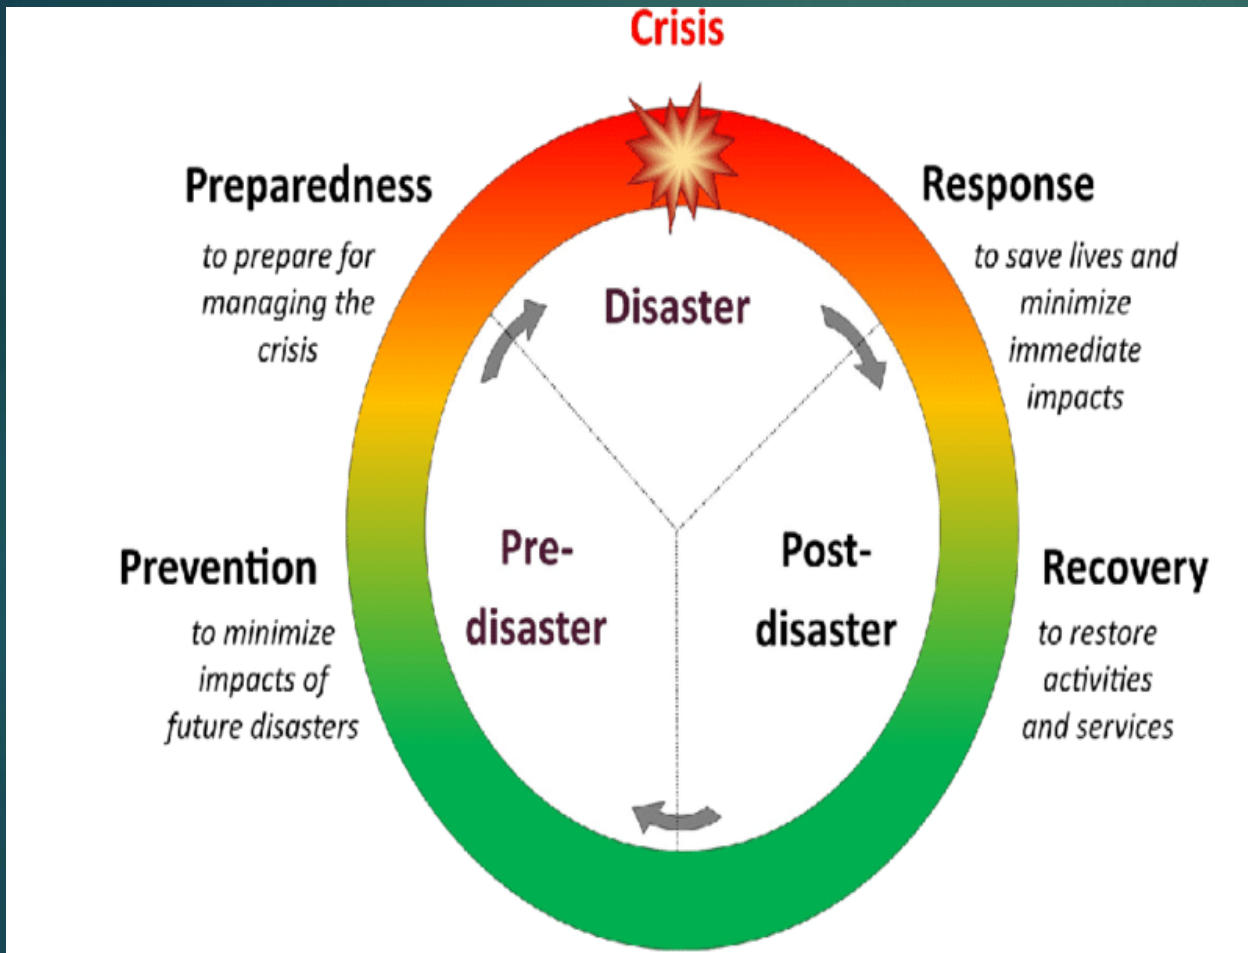 Crisis
Preparedness
to prepare for
managing the
crisis
Response
to save lives and
minimize
immediate
impacts
Disaster
Prevention
to minimize
impacts of
future disasters
Pre-
disaster
Post-
disaster
Recovery
to restore
activities
and services